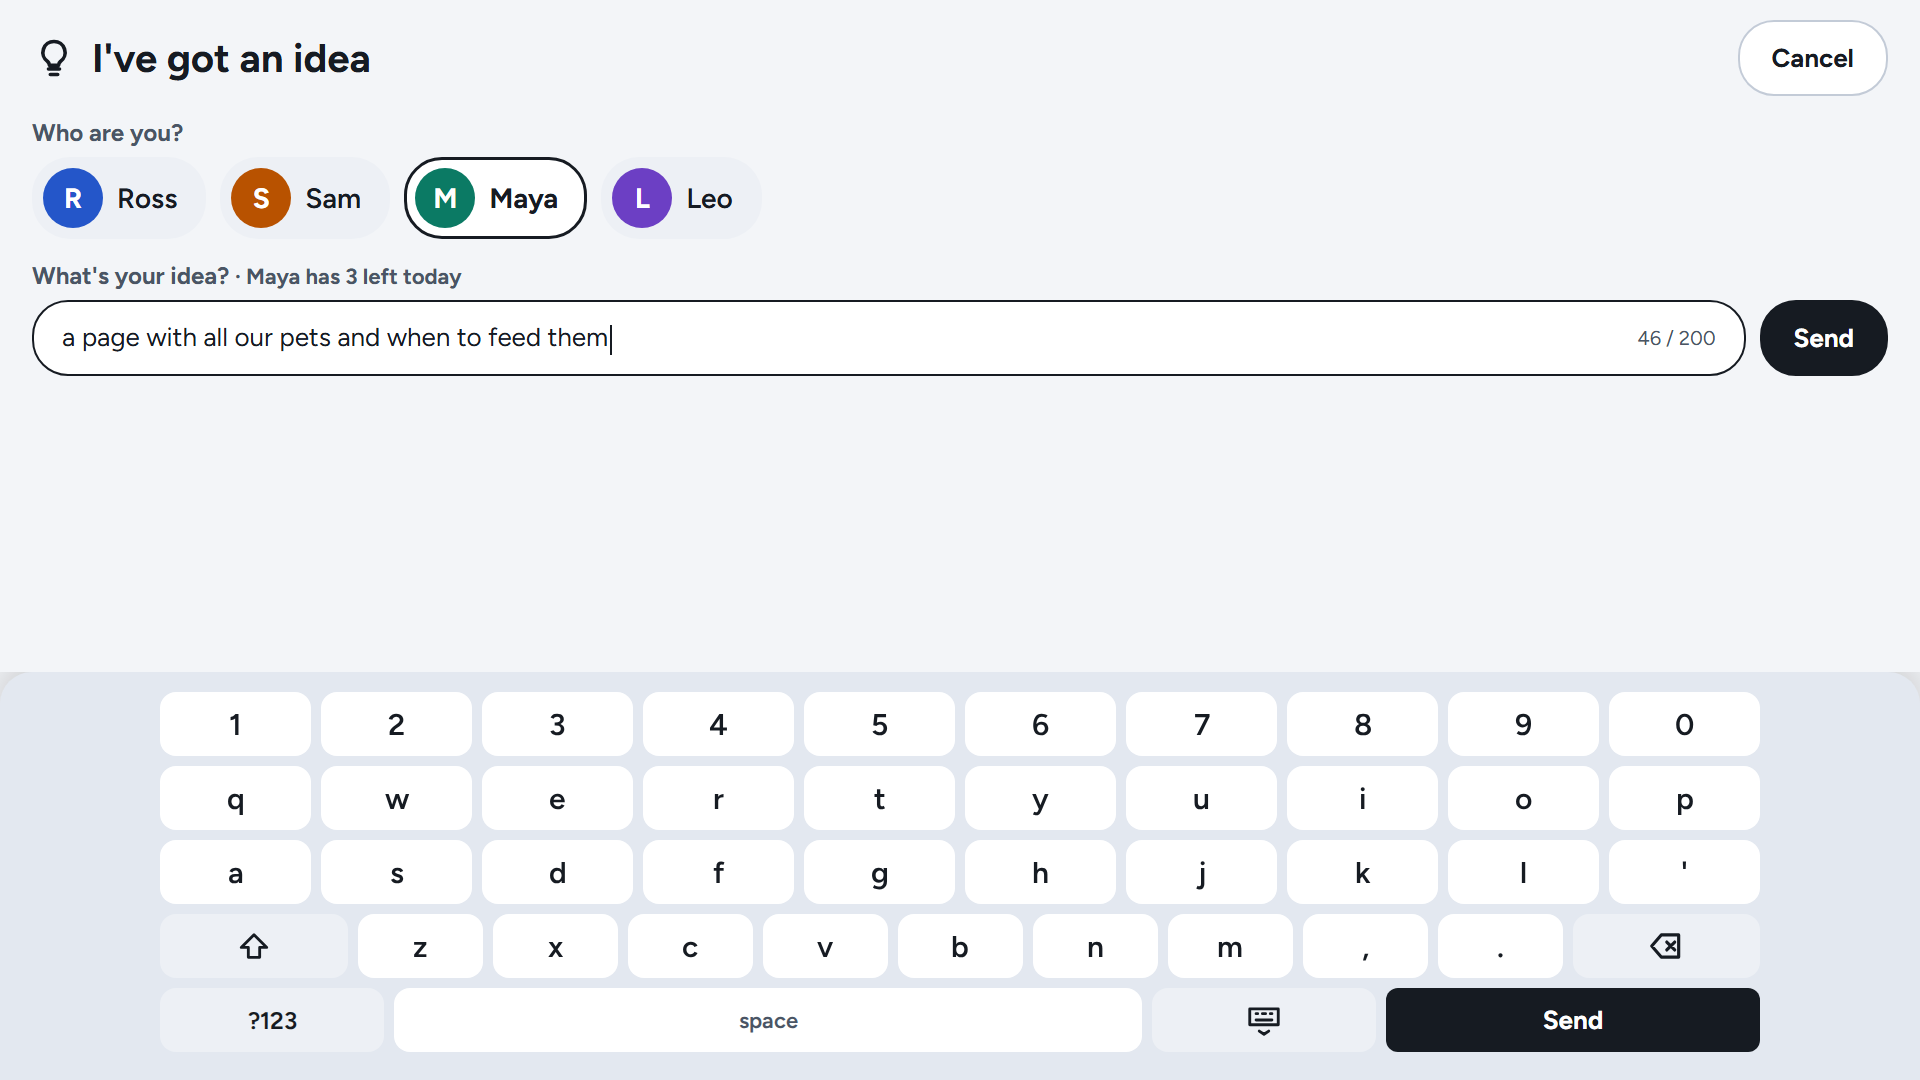 I've got an idea
Cancel
Who are you?
R Ross S Sam M Maya L Leo
What's your idea? · Maya has 3 left today
a page with all our pets and when to feed them 46 / 200 Send
1 2 3 4 5 6 7 8 9 0
q w e r t y u i o p
a s d f g h j k l '
z x c v b n m , .
?123 space Send